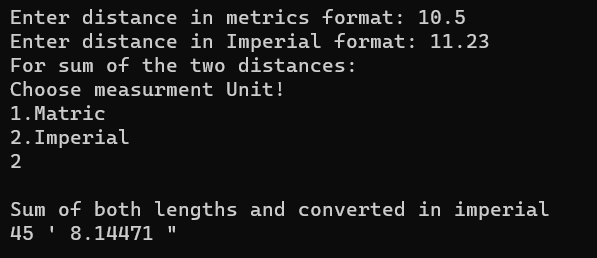 Enter distance in metrics format: 10.5
Enter distance in Imperial format: 11.23
For sum of the two distances:
Choose measurment Unit!
1.Matric
2.Imperial
2
Sum of both lengths and converted in imperial
45 ' 8.14471 "